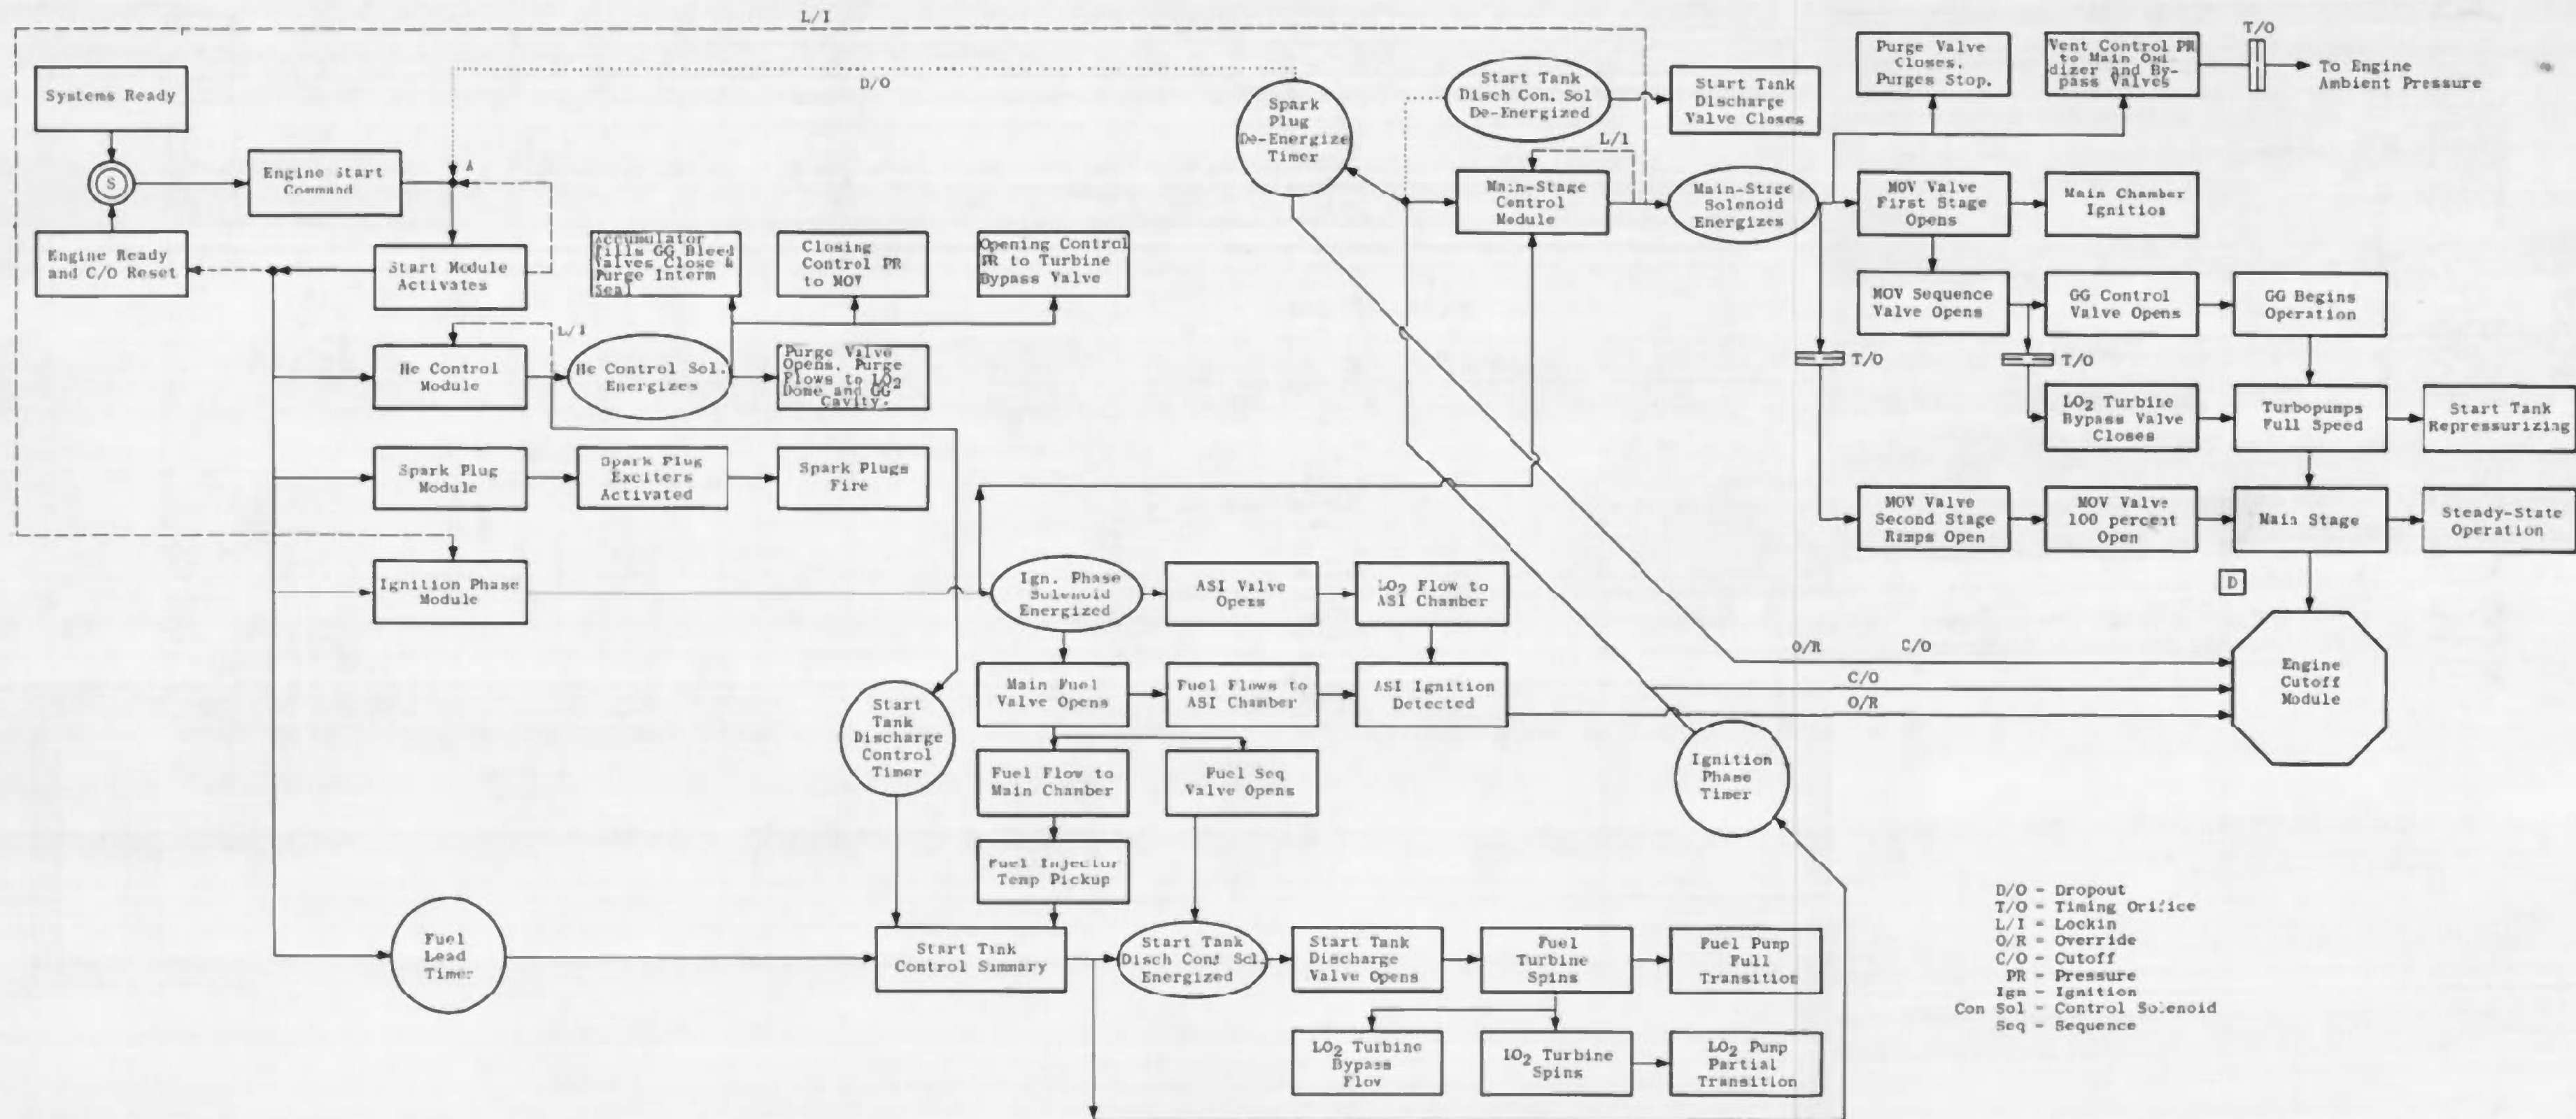 L/I
Systems Ready
S
Engine Start
Command
Engine Ready
and C/O Reset
A
D/O
Start Module
Activates
Accumulator
Fills GG Bleed
Valves Close &
Purge Interm
Seal
Closing
Control PR
to MOV
Opening Control
PR to Turbine
Bypass Valve
L/I
He Control
Module
He Control Sol.
Energizes
Purge Valve
Opens, Purge
Flows to LO2
Dome and GG
Cavity.
Spark Plug
Module
Spark Plug
Exciters
Activated
Spark Plugs
Fire
Ignition Phase
Module
Spark
Plug
De-Energize
Timer
Start Tank
Disch Con. Sol
De-Energized
Start Tank
Discharge
Valve Closes
L/I
Main-Stage
Control
Module
Main-Stage
Solenoid
Energizes
Purge Valve
Closes.
Purges Stop.
Vent Control PR
to Main Oxi
dizer and By-
pass Valves
T/O
To Engine
Ambient Pressure
MOV Valve
First Stage
Opens
Main Chamber
Ignition
MOV Sequence
Valve Opens
GG Control
Valve Opens
GG Begins
Operation
T/O
T/O
LO2 Turbine
Bypass Valve
Closes
Turbopumps
Full Speed
Start Tank
Repressurizing
MOV Valve
Second Stage
Ramps Open
MOV Valve
100 percent
Open
Main Stage
Steady-State
Operation
D
Ign. Phase
Solenoid
Energized
ASI Valve
Opens
LO2 Flow to
ASI Chamber
Main Fuel
Valve Opens
Fuel Flows to
ASI Chamber
ASI Ignition
Detected
O/R
C/O
C/O
O/R
Engine
Cutoff
Module
Start
Tank
Discharge
Control
Timer
Fuel Flow to
Main Chamber
Fuel Seq
Valve Opens
Ignition
Phase
Timer
Fuel Injector
Temp Pickup
Fuel
Lead
Timer
Start Tank
Control Summary
Start Tank
Disch Con. Sol.
Energized
Start Tank
Discharge
Valve Opens
Fuel
Turbine
Spins
Fuel Pump
Full
Transition
LO2 Turbine
Bypass
Flow
LO2 Turbine
Spins
LO2 Pump
Partial
Transition
D/O - Dropout
T/O - Timing Orifice
L/I - Lockin
O/R - Override
C/O - Cutoff
PR - Pressure
Ign - Ignition
Con Sol - Control Solenoid
Seq - Sequence